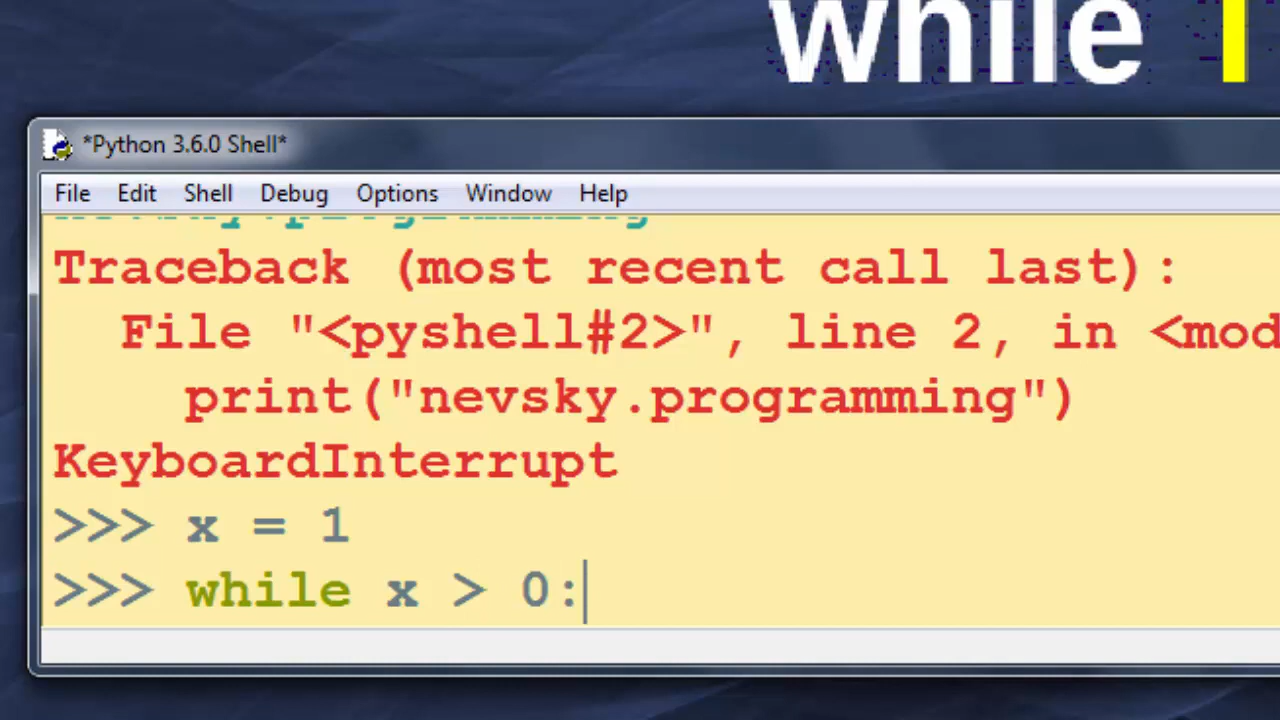 while
*Python 3.6.0 Shell*
File Edit Shell Debug Options Window Help
Traceback (most recent call last):
File "<pyshell#2>", line 2, in <mod
print("nevsky.programming")
KeyboardInterrupt
>>> x = 1
>>> while x > 0: